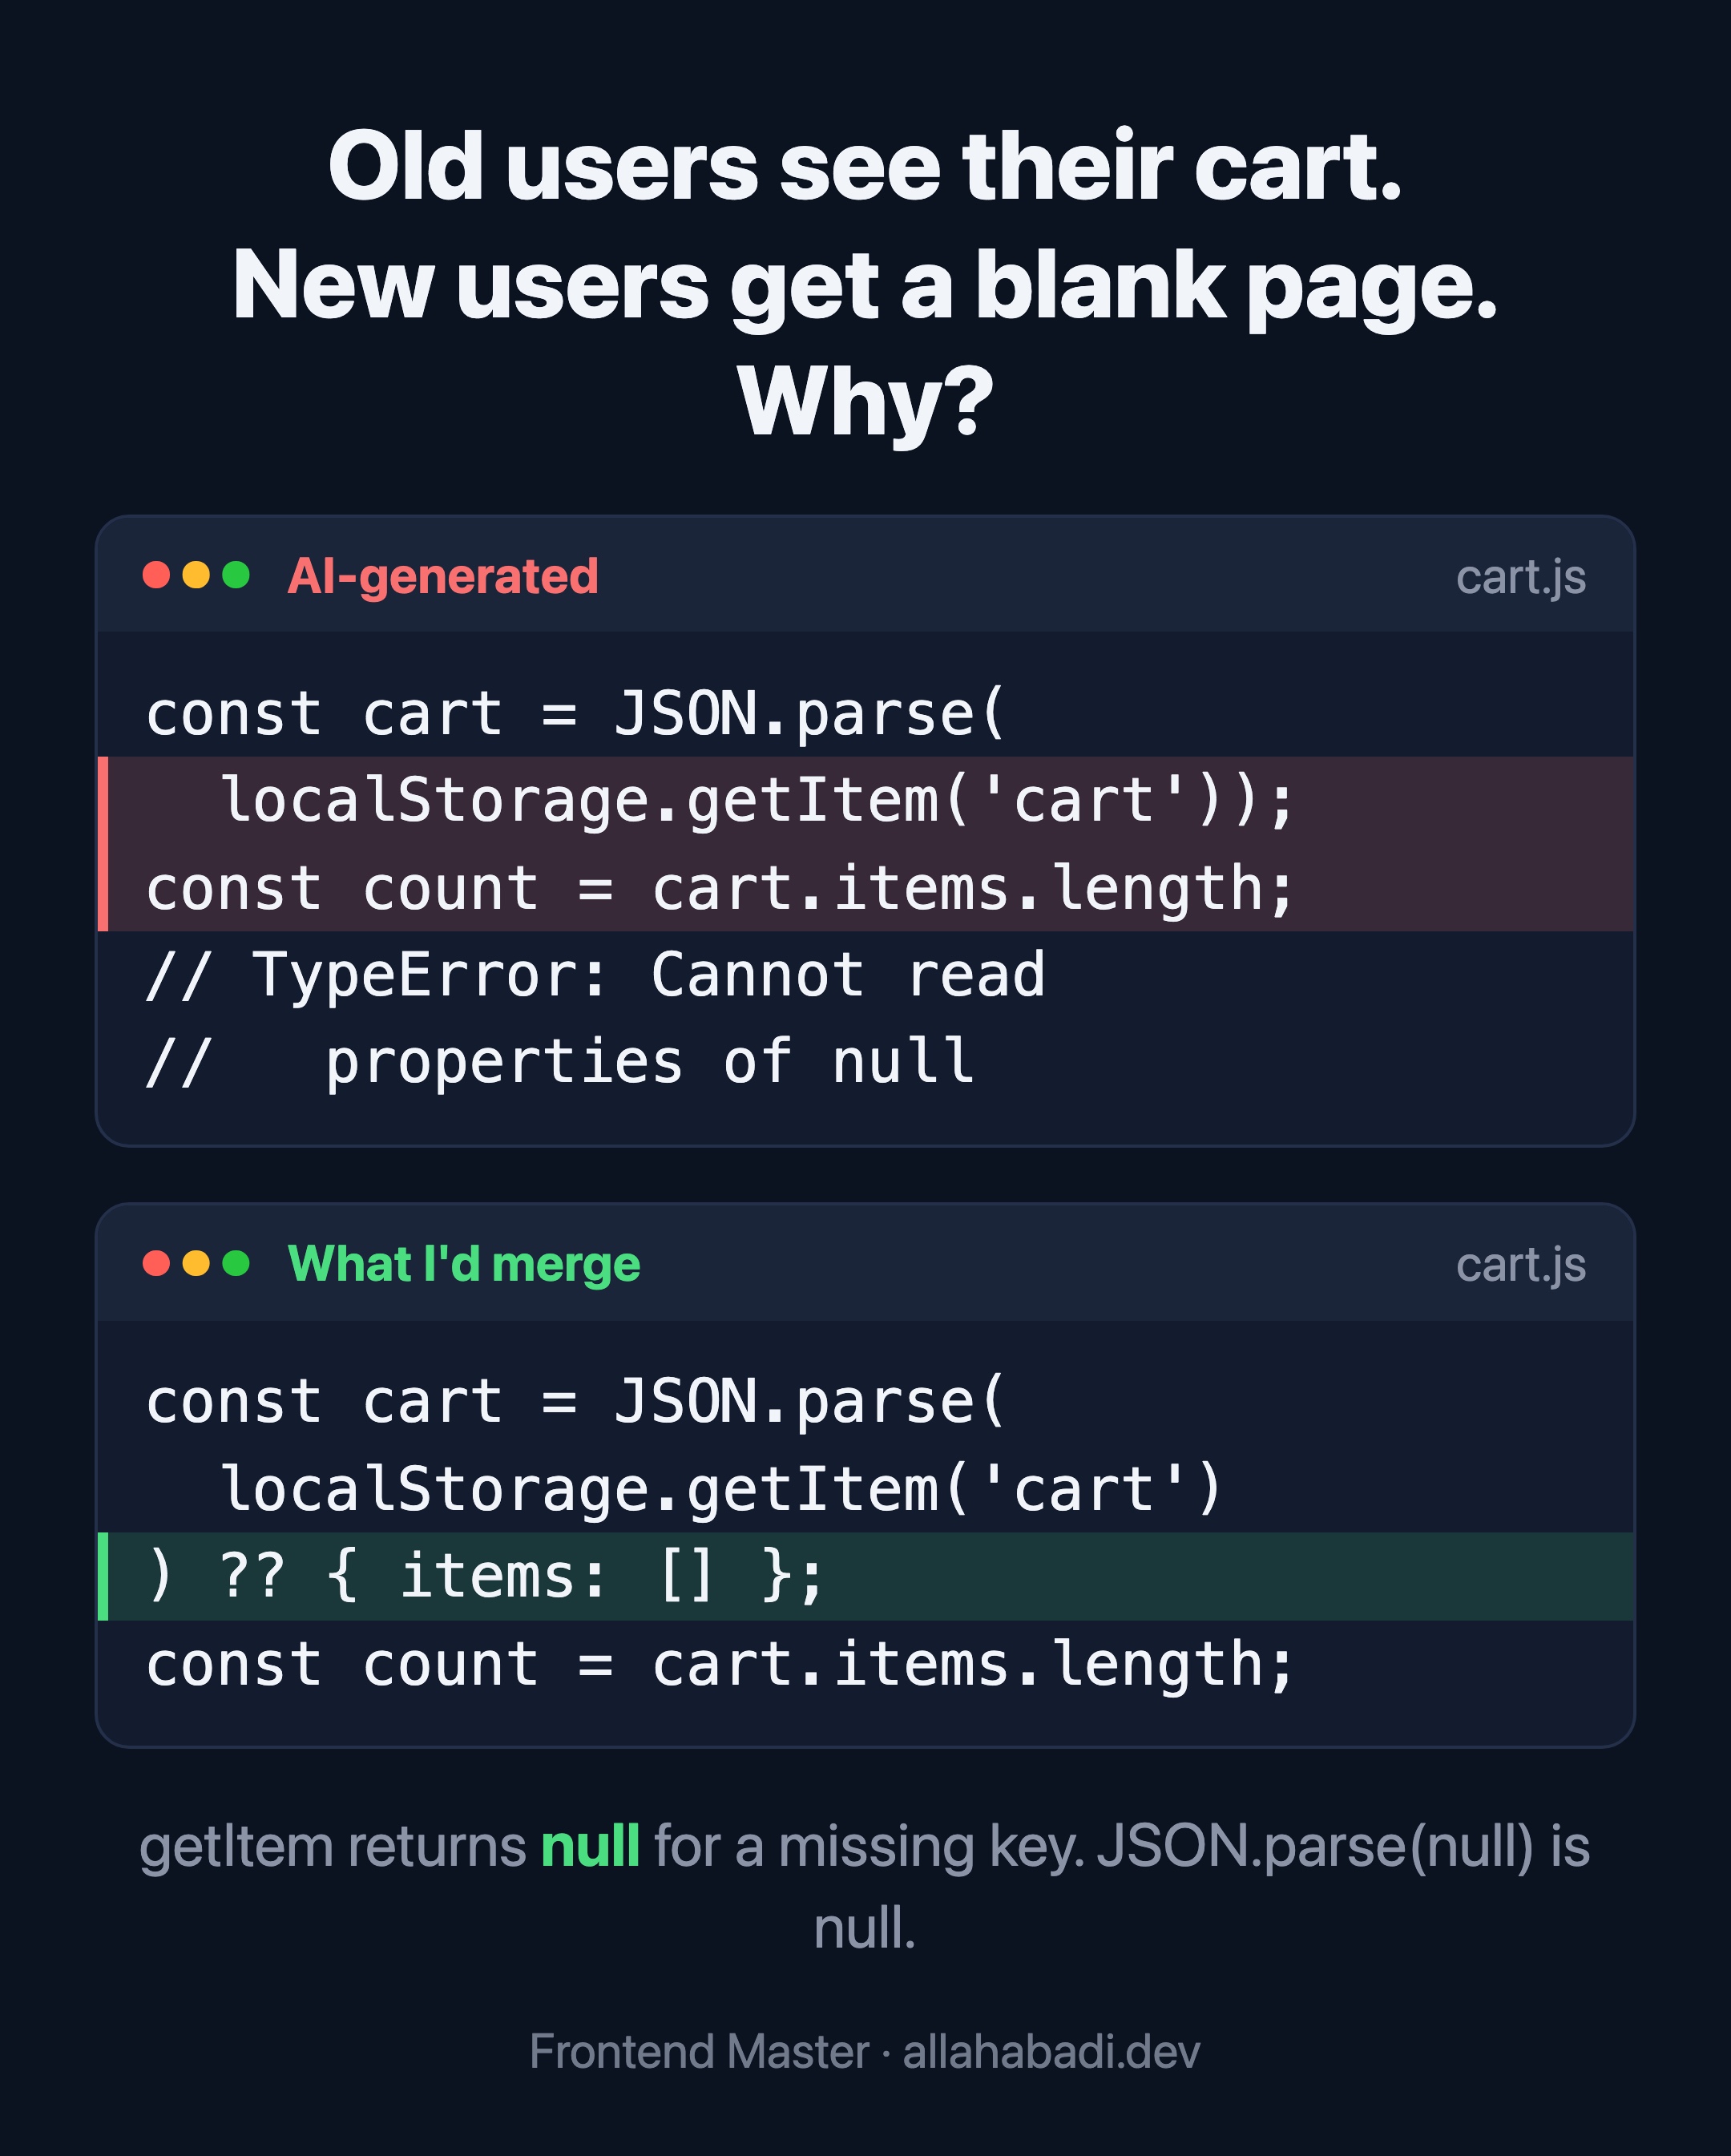 Old users see their cart.
New users get a blank page.
Why?
AI-generated cart.js
const cart = JSON.parse(
  localStorage.getItem('cart'));
const count = cart.items.length;
// TypeError: Cannot read
//   properties of null
What I'd merge cart.js
const cart = JSON.parse(
  localStorage.getItem('cart')
) ?? { items: [] };
const count = cart.items.length;
getItem returns null for a missing key. JSON.parse(null) is
null.
Frontend Master · allahabadi.dev